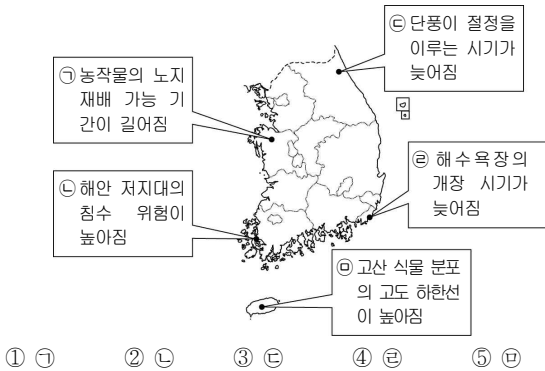 ㉢ 단풍이 절정을
이루는 시기가
늦어짐
㉠ 농작물의 노지
재배 가능 기
간이 길어짐
㉣ 해수욕장의
개장 시기가
늦어짐
㉡ 해안 저지대의
침수 위험이
높아짐
㉤ 고산 식물 분포
의 고도 하한선
이 높아짐
① ㉠ ② ㉡ ③ ㉢ ④ ㉣ ⑤ ㉤